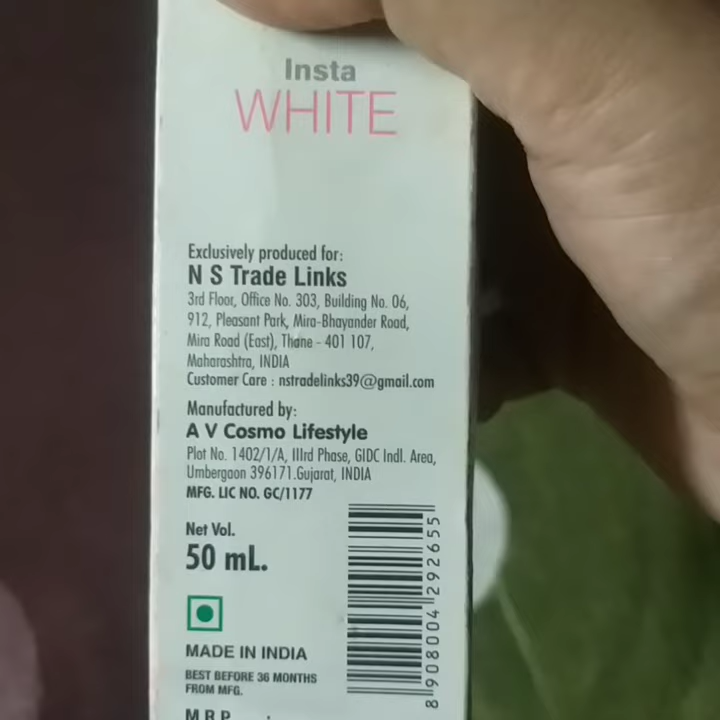 Insta
WHITE
Exclusively produced for:
N S Trade Links
3rd Floor, Office No. 303, Building No. 06,
912, Pleasant Park, Mira-Bhayander Road,
Mira Road (East), Thane - 401 107,
Maharashtra, INDIA
Customer Care : nstradelinks39@gmail.com
Manufactured by:
A V Cosmo Lifestyle
Plot No. 1402/1/A, IIIrd Phase, GIDC Indl. Area,
Umbergaon 396171.Gujarat, INDIA
MFG. LIC NO. GC/1177
Net Vol.
50 mL.
8 908004 292655
MADE IN INDIA
BEST BEFORE 36 MONTHS
FROM MFG.
M R P